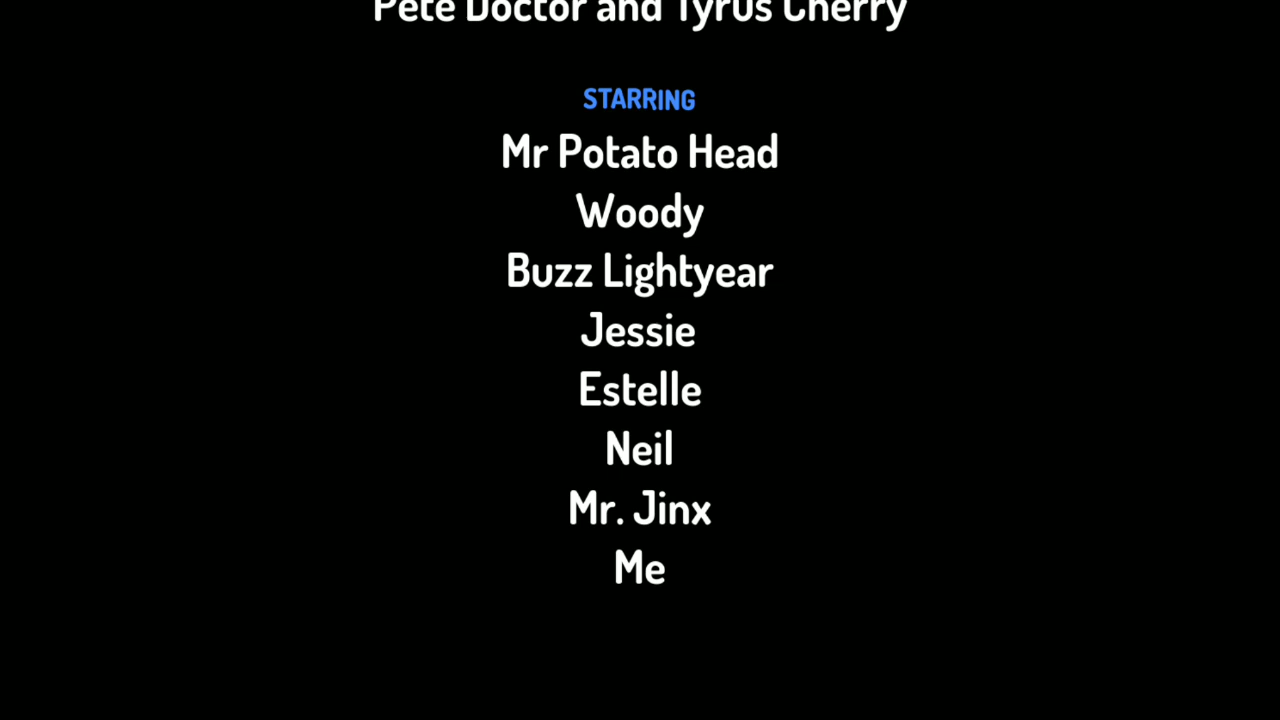 Pete Doctor and Tyrus Cherry
STARRING
Mr Potato Head
Woody
Buzz Lightyear
Jessie
Estelle
Neil
Mr. Jinx
Me